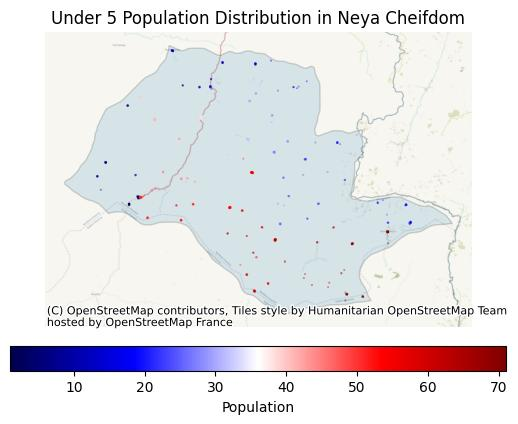 Under 5 Population Distribution in Neya Cheifdom
(C) OpenStreetMap contributors, Tiles style by Humanitarian OpenStreetMap Team
hosted by OpenStreetMap France
10 20 30 40 50 60 70
Population